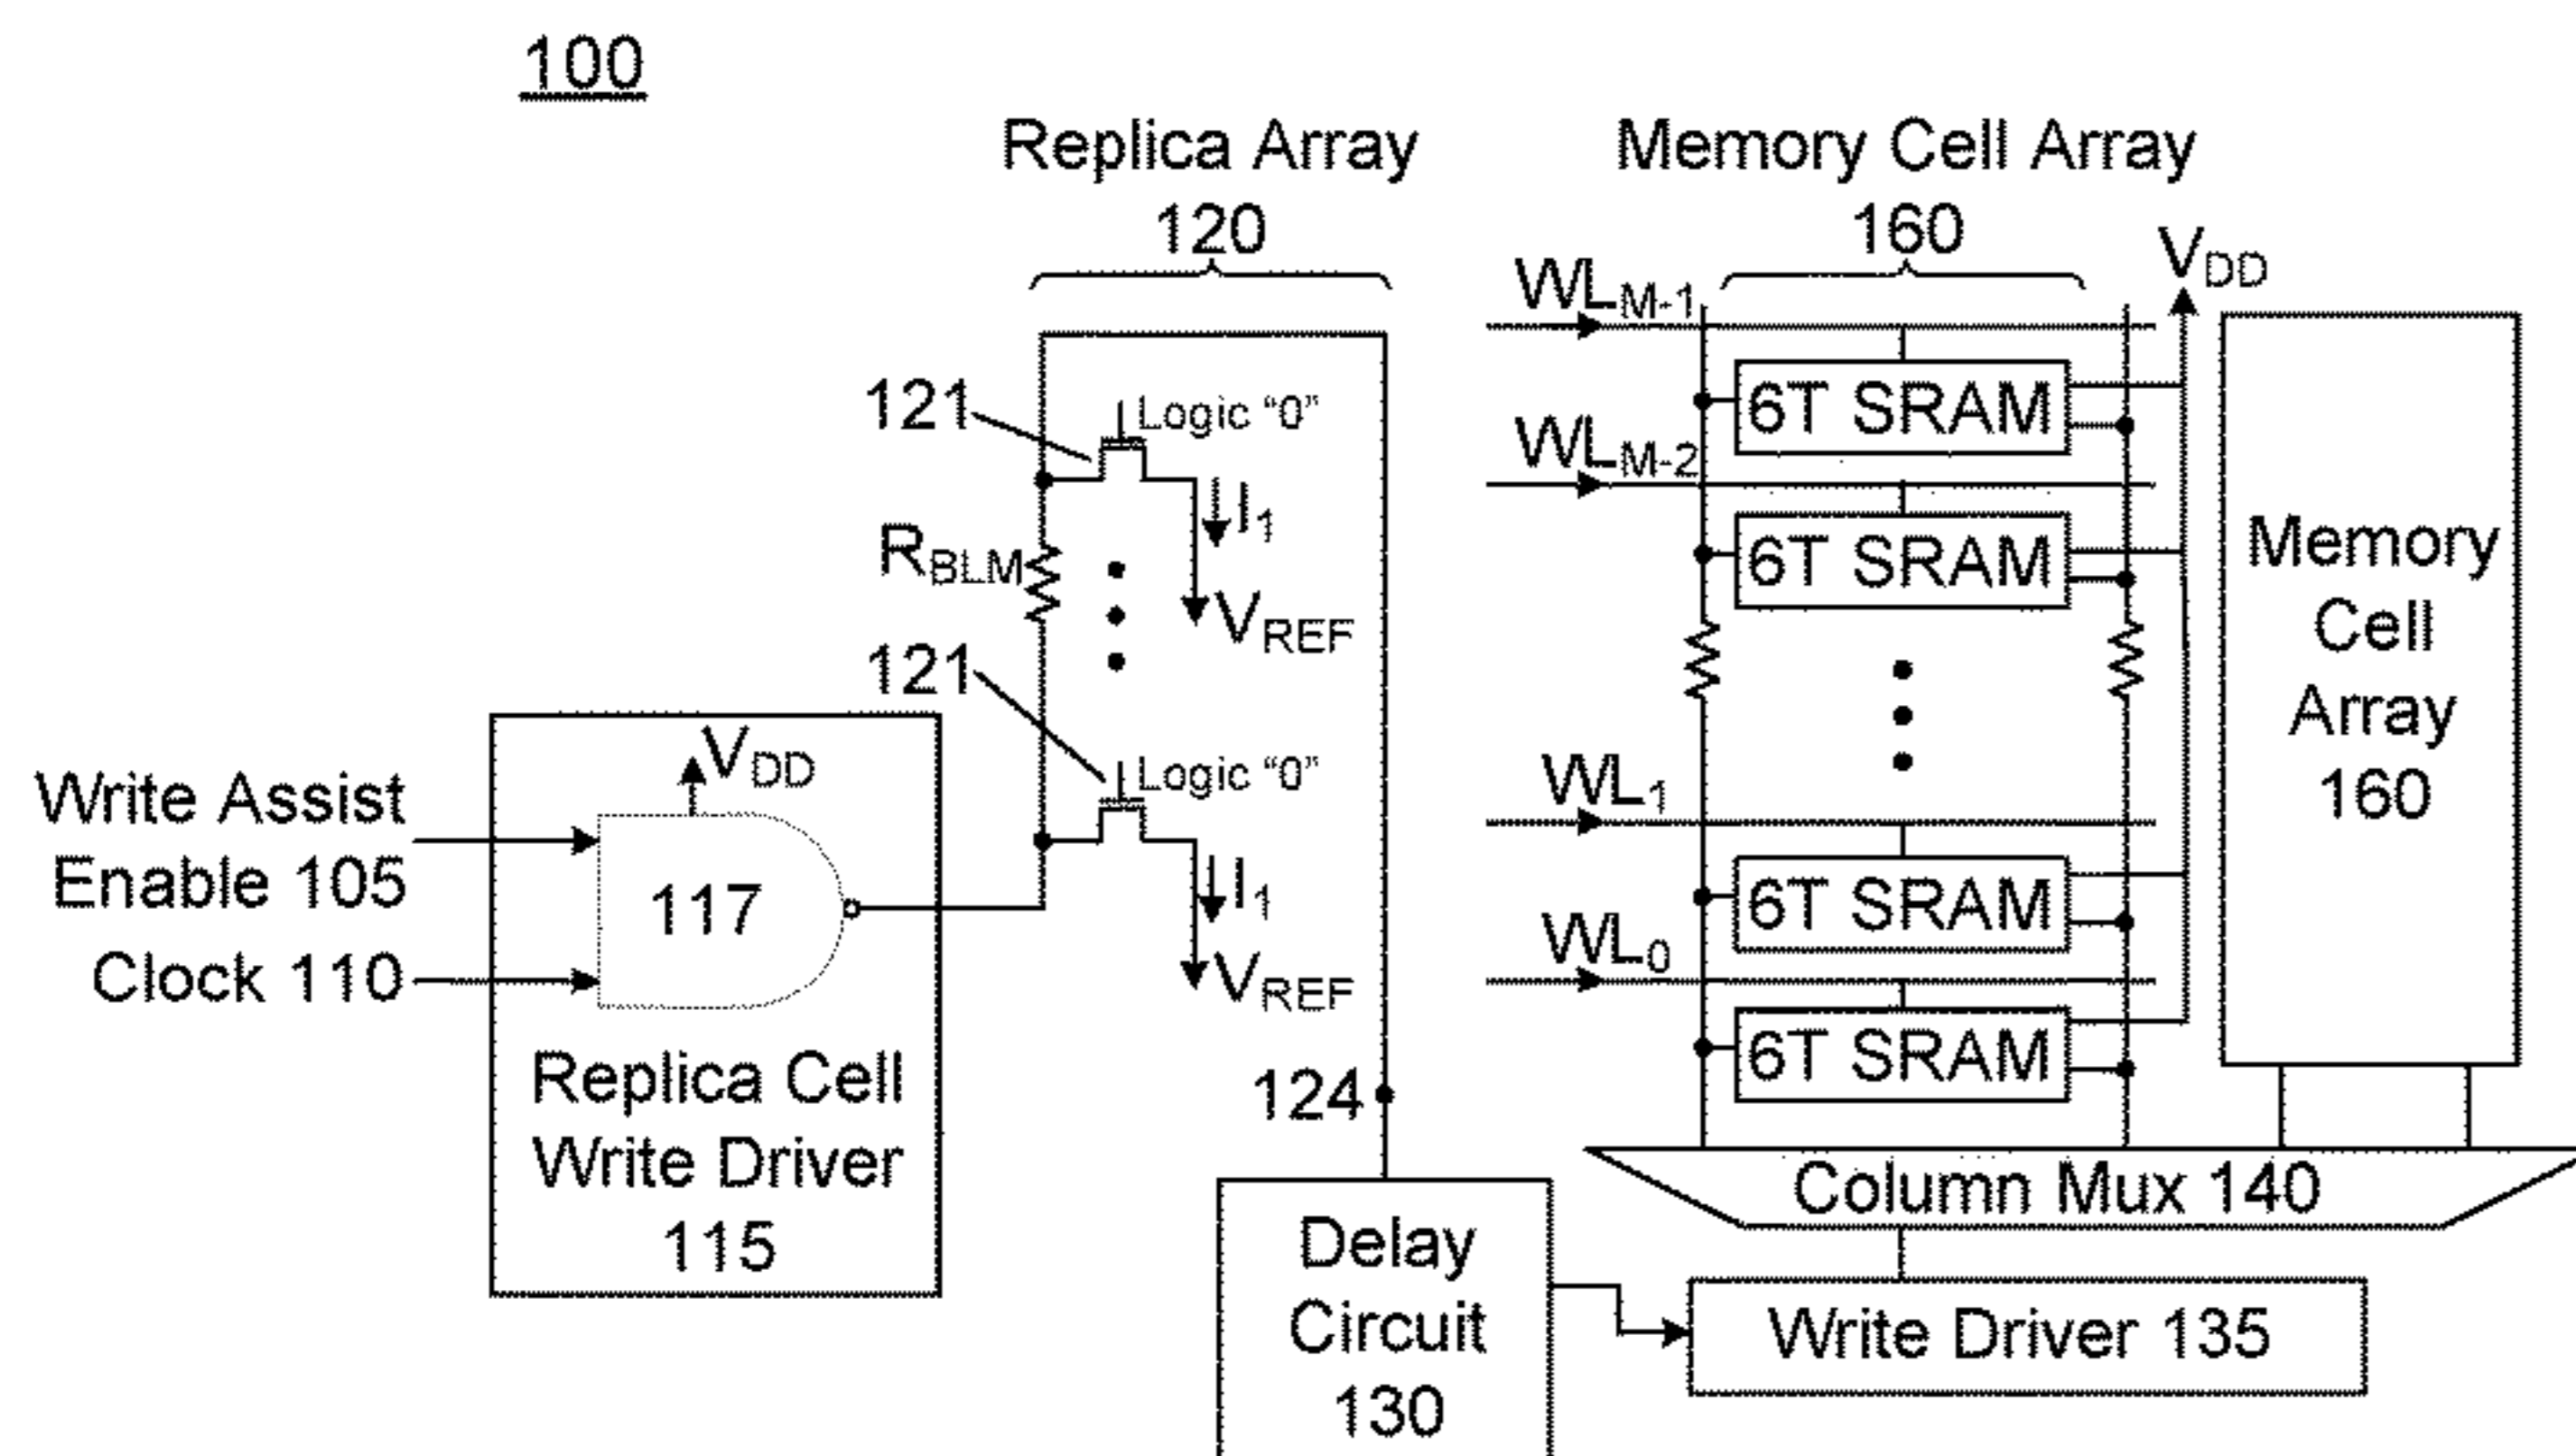 100
Replica Array
120
Memory Cell Array
160
VDD
WLM-1
6T SRAM
121
Logic “0”
I1
VREF
RBLM
WLM-2
6T SRAM
Memory
Cell
Array
160
121
Logic “0”
I1
VREF
WL1
6T SRAM
WL0
6T SRAM
Write Assist
Enable 105
Clock 110
VDD
117
Replica Cell
Write Driver
115
124
Column Mux 140
Delay
Circuit
130
Write Driver 135